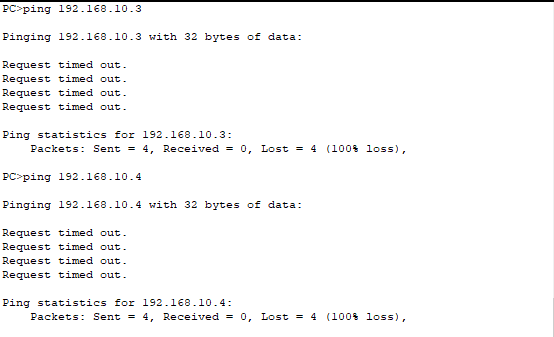 PC>ping 192.168.10.3
Pinging 192.168.10.3 with 32 bytes of data:
Request timed out.
Request timed out.
Request timed out.
Request timed out.
Ping statistics for 192.168.10.3:
Packets: Sent = 4, Received = 0, Lost = 4 (100% loss),
PC>ping 192.168.10.4
Pinging 192.168.10.4 with 32 bytes of data:
Request timed out.
Request timed out.
Request timed out.
Request timed out.
Ping statistics for 192.168.10.4:
Packets: Sent = 4, Received = 0, Lost = 4 (100% loss),